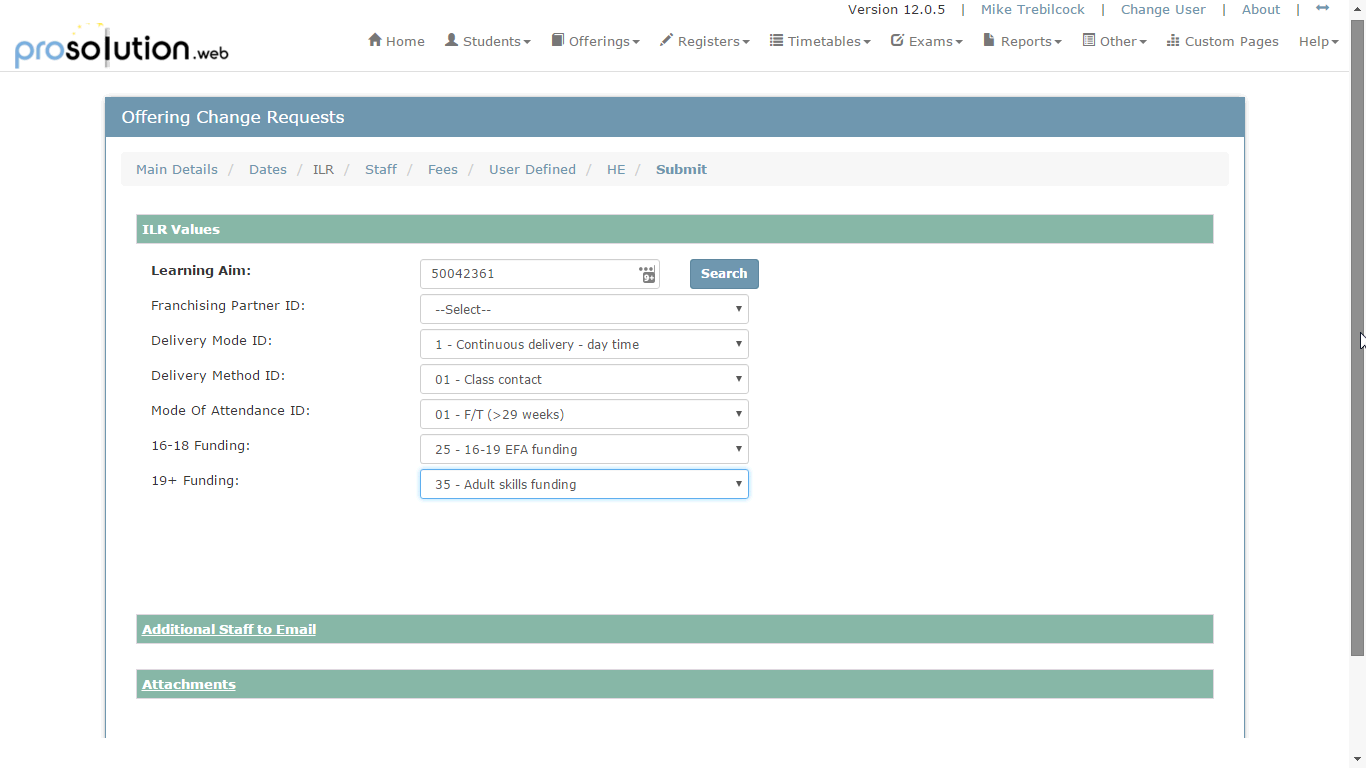 Version 12.0.5 | Mike Trebilcock | Change User | About |
prosolution.web
Home Students Offerings Registers Timetables Exams Reports Other Custom Pages Help
Offering Change Requests
Main Details / Dates / ILR / Staff / Fees / User Defined / HE / Submit
ILR Values
Learning Aim: 50042361 9+ Search
Franchising Partner ID: --Select--
Delivery Mode ID: 1 - Continuous delivery - day time
Delivery Method ID: 01 - Class contact
Mode Of Attendance ID: 01 - F/T (>29 weeks)
16-18 Funding: 25 - 16-19 EFA funding
19+ Funding: 35 - Adult skills funding
Additional Staff to Email
Attachments